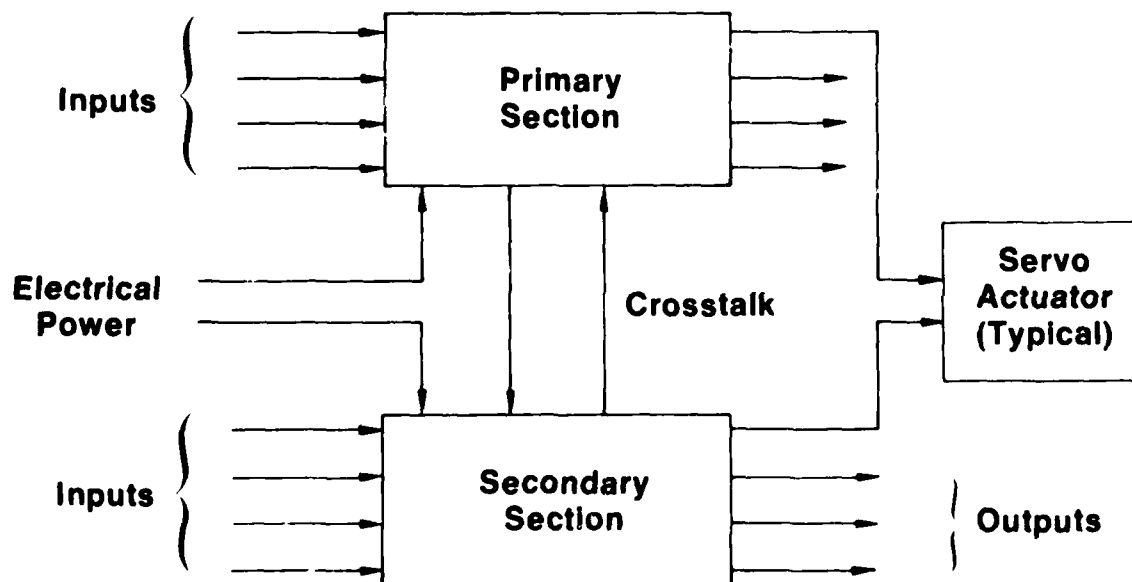 Inputs
Primary
Section
Electrical
Power
Crosstalk
Servo
Actuator
(Typical)
Inputs
Secondary
Section
Outputs